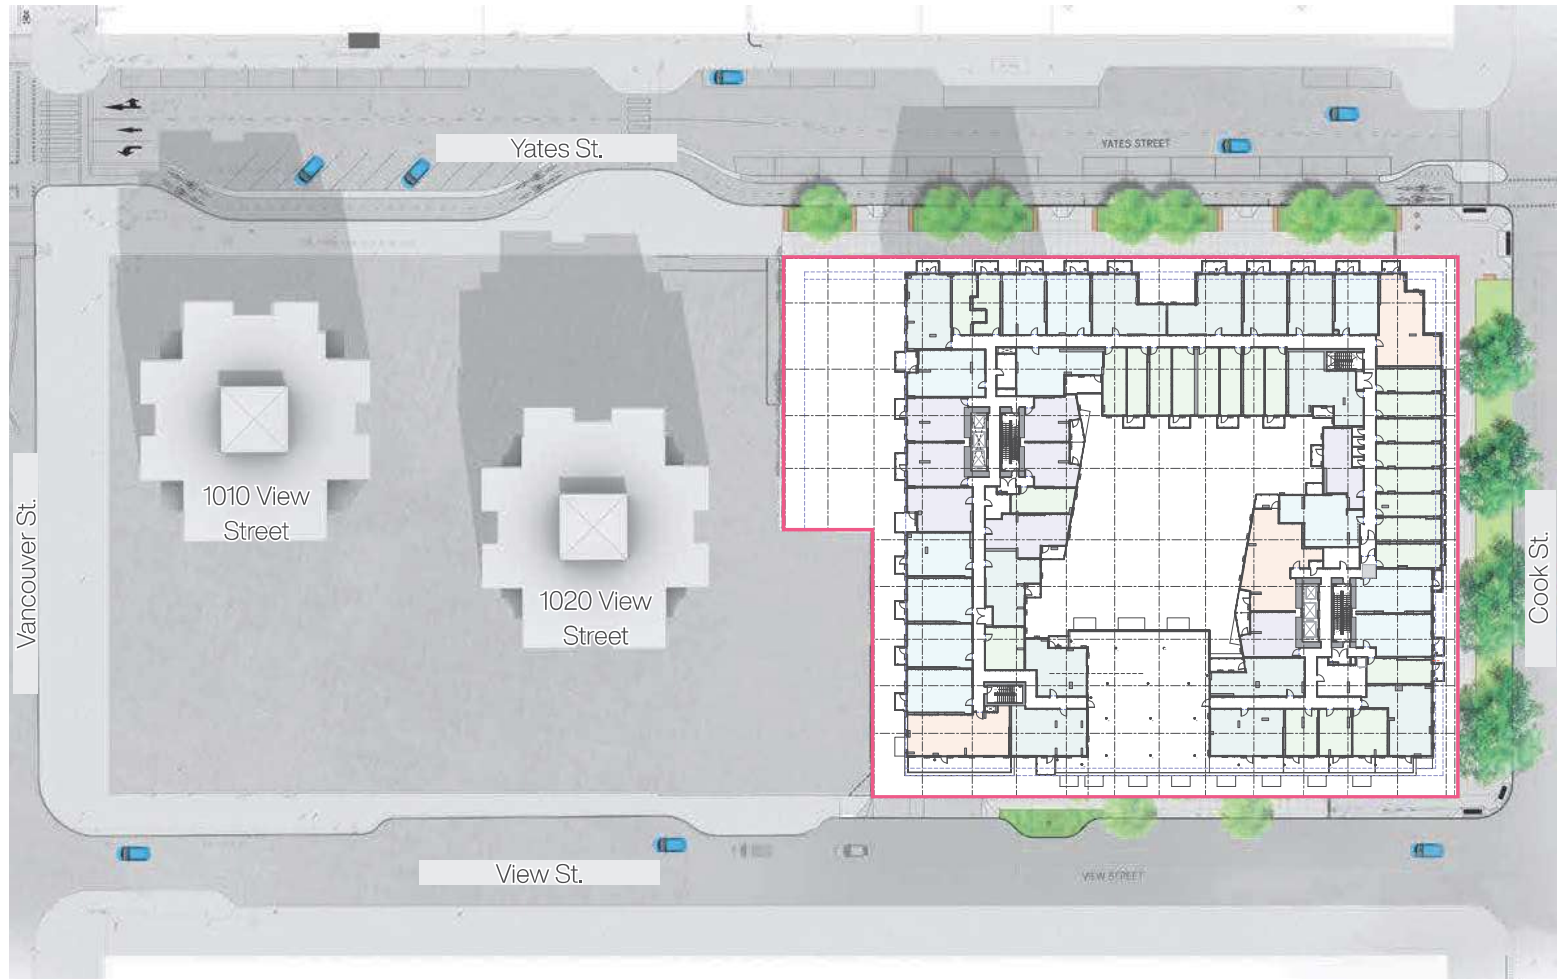 Yates St.
YATES STREET
1010 View
Street
1020 View
Street
Vancouver St.
Cook St.
View St.
VIEW STREET